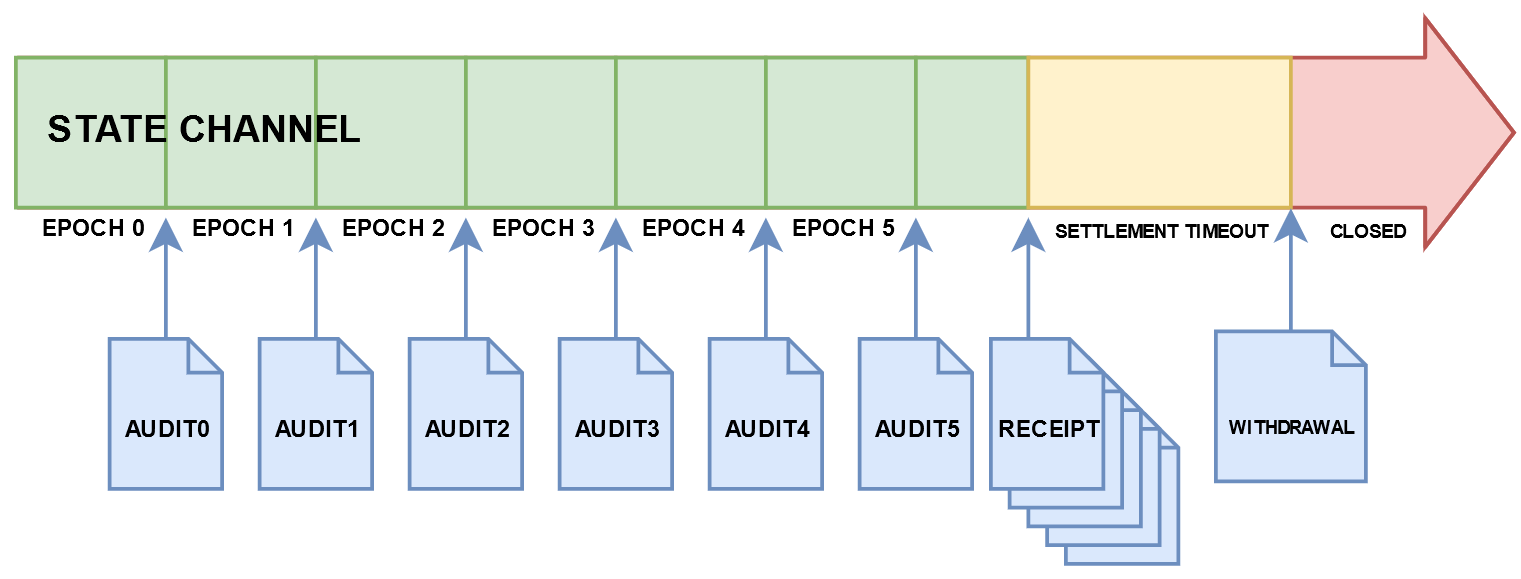 STATE CHANNEL
EPOCH 0
EPOCH 1
EPOCH 2
EPOCH 3
EPOCH 4
EPOCH 5
SETTLEMENT TIMEOUT
CLOSED
AUDIT0
AUDIT1
AUDIT2
AUDIT3
AUDIT4
AUDIT5
RECEIPT
WITHDRAWAL